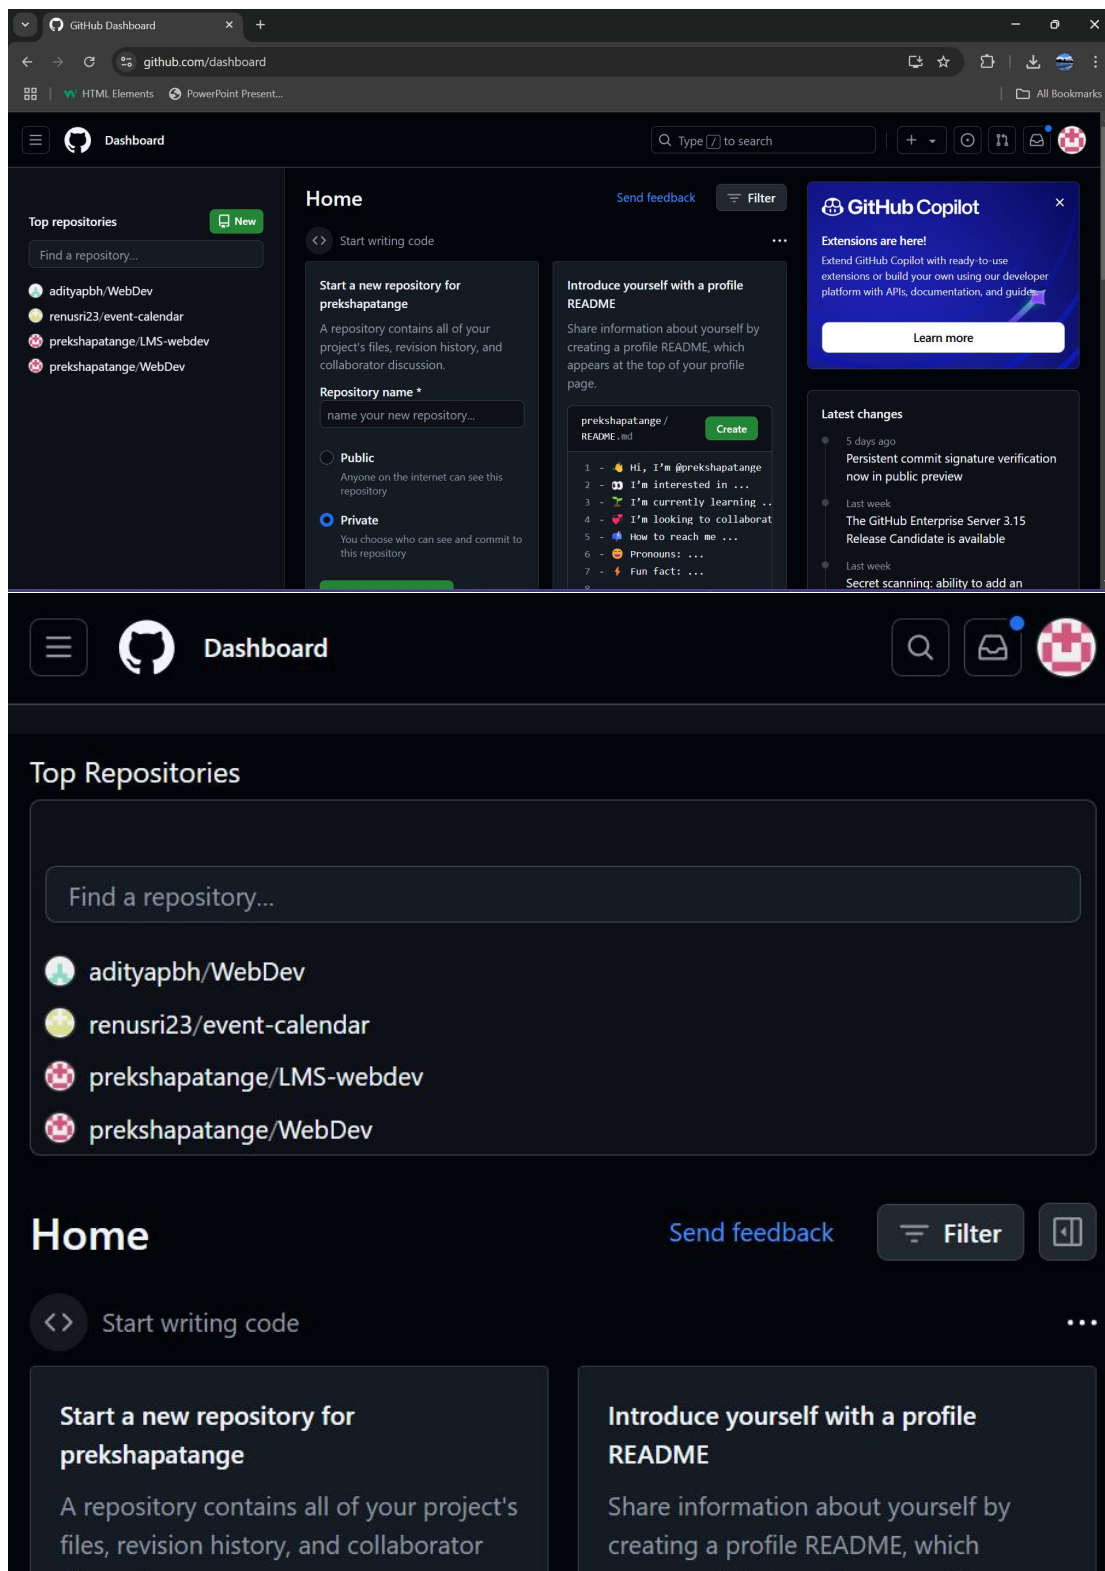 GitHub Dashboard
github.com/dashboard
HTML Elements PowerPoint Present... All Bookmarks
Dashboard Type / to search
Top repositories New
Find a repository...
adityapbh/WebDev
renusri23/event-calendar
prekshapatange/LMS-webdev
prekshapatange/WebDev
Home Send feedback Filter
Start writing code
Start a new repository for
prekshapatange
A repository contains all of your
project's files, revision history, and
collaborator discussion.
Repository name *
name your new repository...
Public
Anyone on the internet can see this
repository
Private
You choose who can see and commit to
this repository
Introduce yourself with a profile
README
Share information about yourself by
creating a profile README, which
appears at the top of your profile
page.
prekshapatange/
README.md
Create
1 - 👋 Hi, I'm @prekshapatange
2 - 👀 I'm interested in ...
3 - 🌱 I'm currently learning ..
4 - 💞️ I'm looking to collaborat
5 - 📫 How to reach me ...
6 - 😄 Pronouns: ...
7 - ⚡ Fun fact: ...
8
GitHub Copilot
Extensions are here!
Extend GitHub Copilot with ready-to-use
extensions or build your own using our developer
platform with APIs, documentation, and guides.
Learn more
Latest changes
5 days ago
Persistent commit signature verification
now in public preview
Last week
The GitHub Enterprise Server 3.15
Release Candidate is available
Last week
Secret scanning: ability to add an
Dashboard
Top Repositories
Find a repository...
adityapbh/WebDev
renusri23/event-calendar
prekshapatange/LMS-webdev
prekshapatange/WebDev
Home Send feedback Filter
Start writing code
Start a new repository for
prekshapatange
A repository contains all of your project's
files, revision history, and collaborator
Introduce yourself with a profile
README
Share information about yourself by
creating a profile README, which